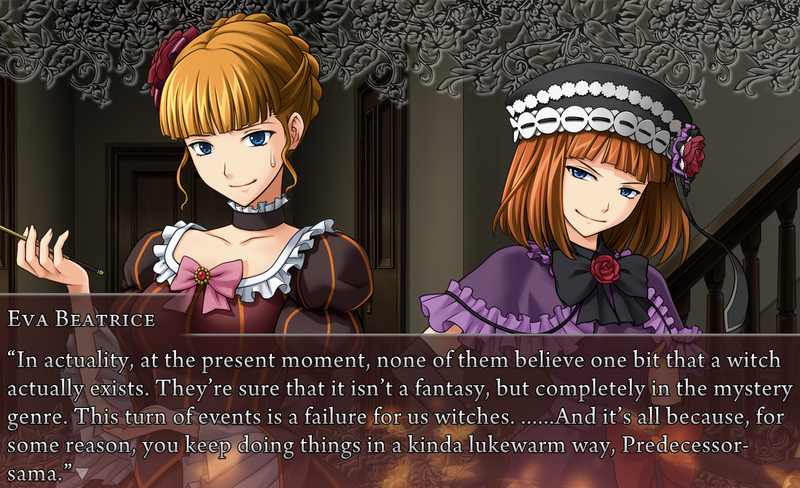 Eva Beatrice
“In actuality, at the present moment, none of them believe one bit that a witch
actually exists. They’re sure that it isn’t a fantasy, but completely in the mystery
genre. This turn of events is a failure for us witches. ......And it’s all because, for
some reason, you keep doing things in a kinda lukewarm way, Predecessor-
sama.”